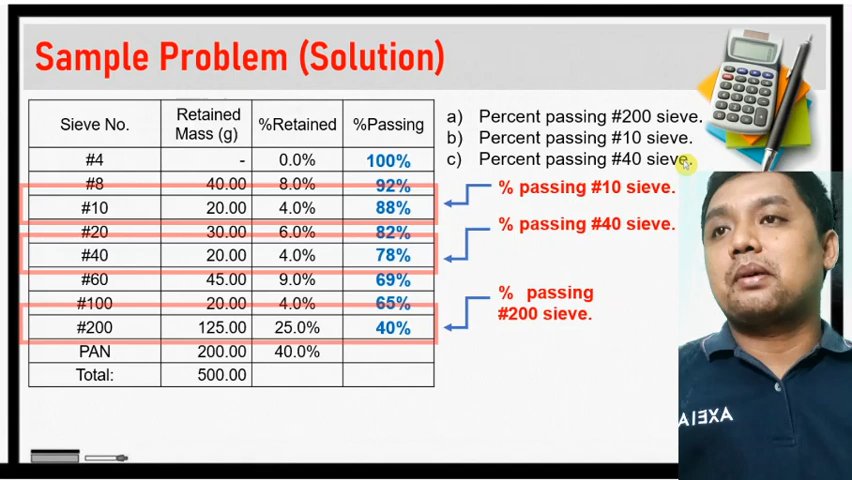 Sample Problem (Solution)
Sieve No. Retained Mass (g) %Retained %Passing
#4 - 0.0% 100%
#8 40.00 8.0% 92%
#10 20.00 4.0% 88%
#20 30.00 6.0% 82%
#40 20.00 4.0% 78%
#60 45.00 9.0% 69%
#100 20.00 4.0% 65%
#200 125.00 25.0% 40%
PAN 200.00 40.0%
Total: 500.00
a) Percent passing #200 sieve.
b) Percent passing #10 sieve.
c) Percent passing #40 sieve.
% passing #10 sieve.
% passing #40 sieve.
% passing
#200 sieve.
AXEIA